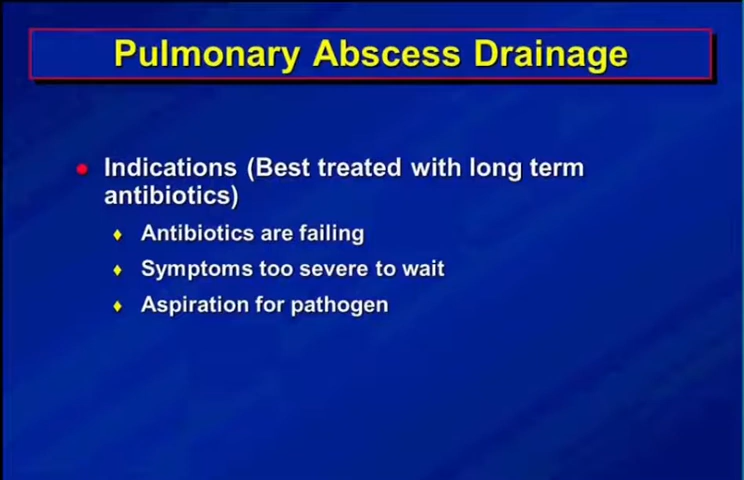 Pulmonary Abscess Drainage
Indications (Best treated with long term
antibiotics)
Antibiotics are failing
Symptoms too severe to wait
Aspiration for pathogen